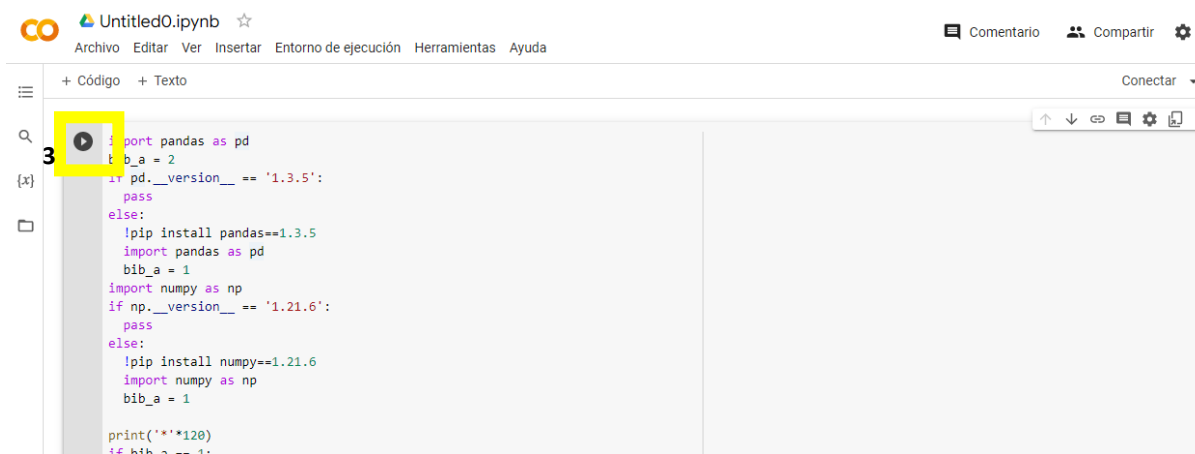 Untitled0.ipynb
Archivo Editar Ver Insertar Entorno de ejecución Herramientas Ayuda
Comentario Compartir
+ Código + Texto
Conectar
3
{x}
import pandas as pd
bib_a = 2
if pd.__version__ == '1.3.5':
  pass
else:
  !pip install pandas==1.3.5
  import pandas as pd
  bib_a = 1
import numpy as np
if np.__version__ == '1.21.6':
  pass
else:
  !pip install numpy==1.21.6
  import numpy as np
  bib_a = 1

print('*'*120)
if bib_a == 1: